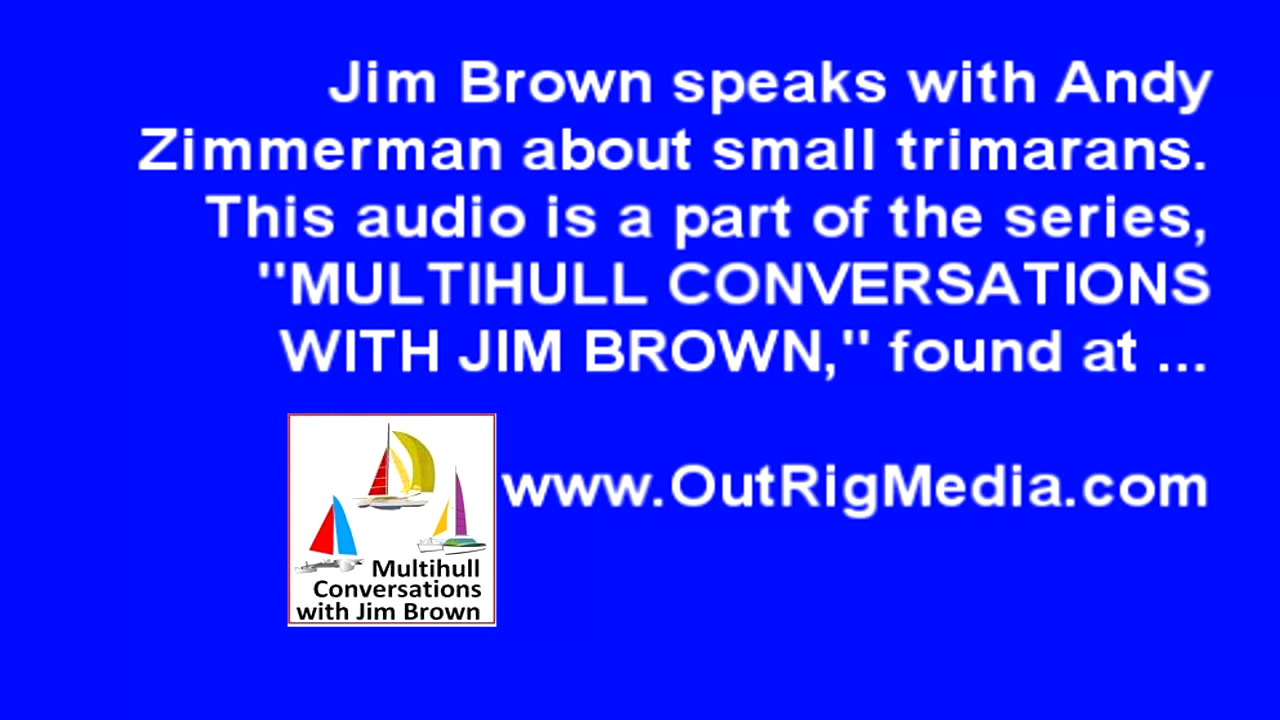 Jim Brown speaks with Andy
Zimmerman about small trimarans.
This audio is a part of the series,
"MULTIHULL CONVERSATIONS
WITH JIM BROWN," found at ...
www.OutRigMedia.com
Multihull
Conversations
with Jim Brown